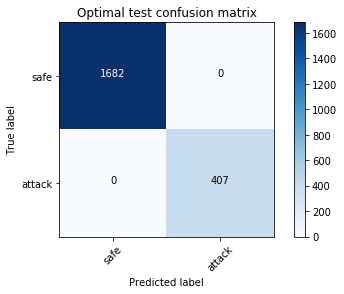 Optimal test confusion matrix
True label
safe
attack
1682
0
0
407
safe
attack
Predicted label
1600
1400
1200
1000
800
600
400
200
0